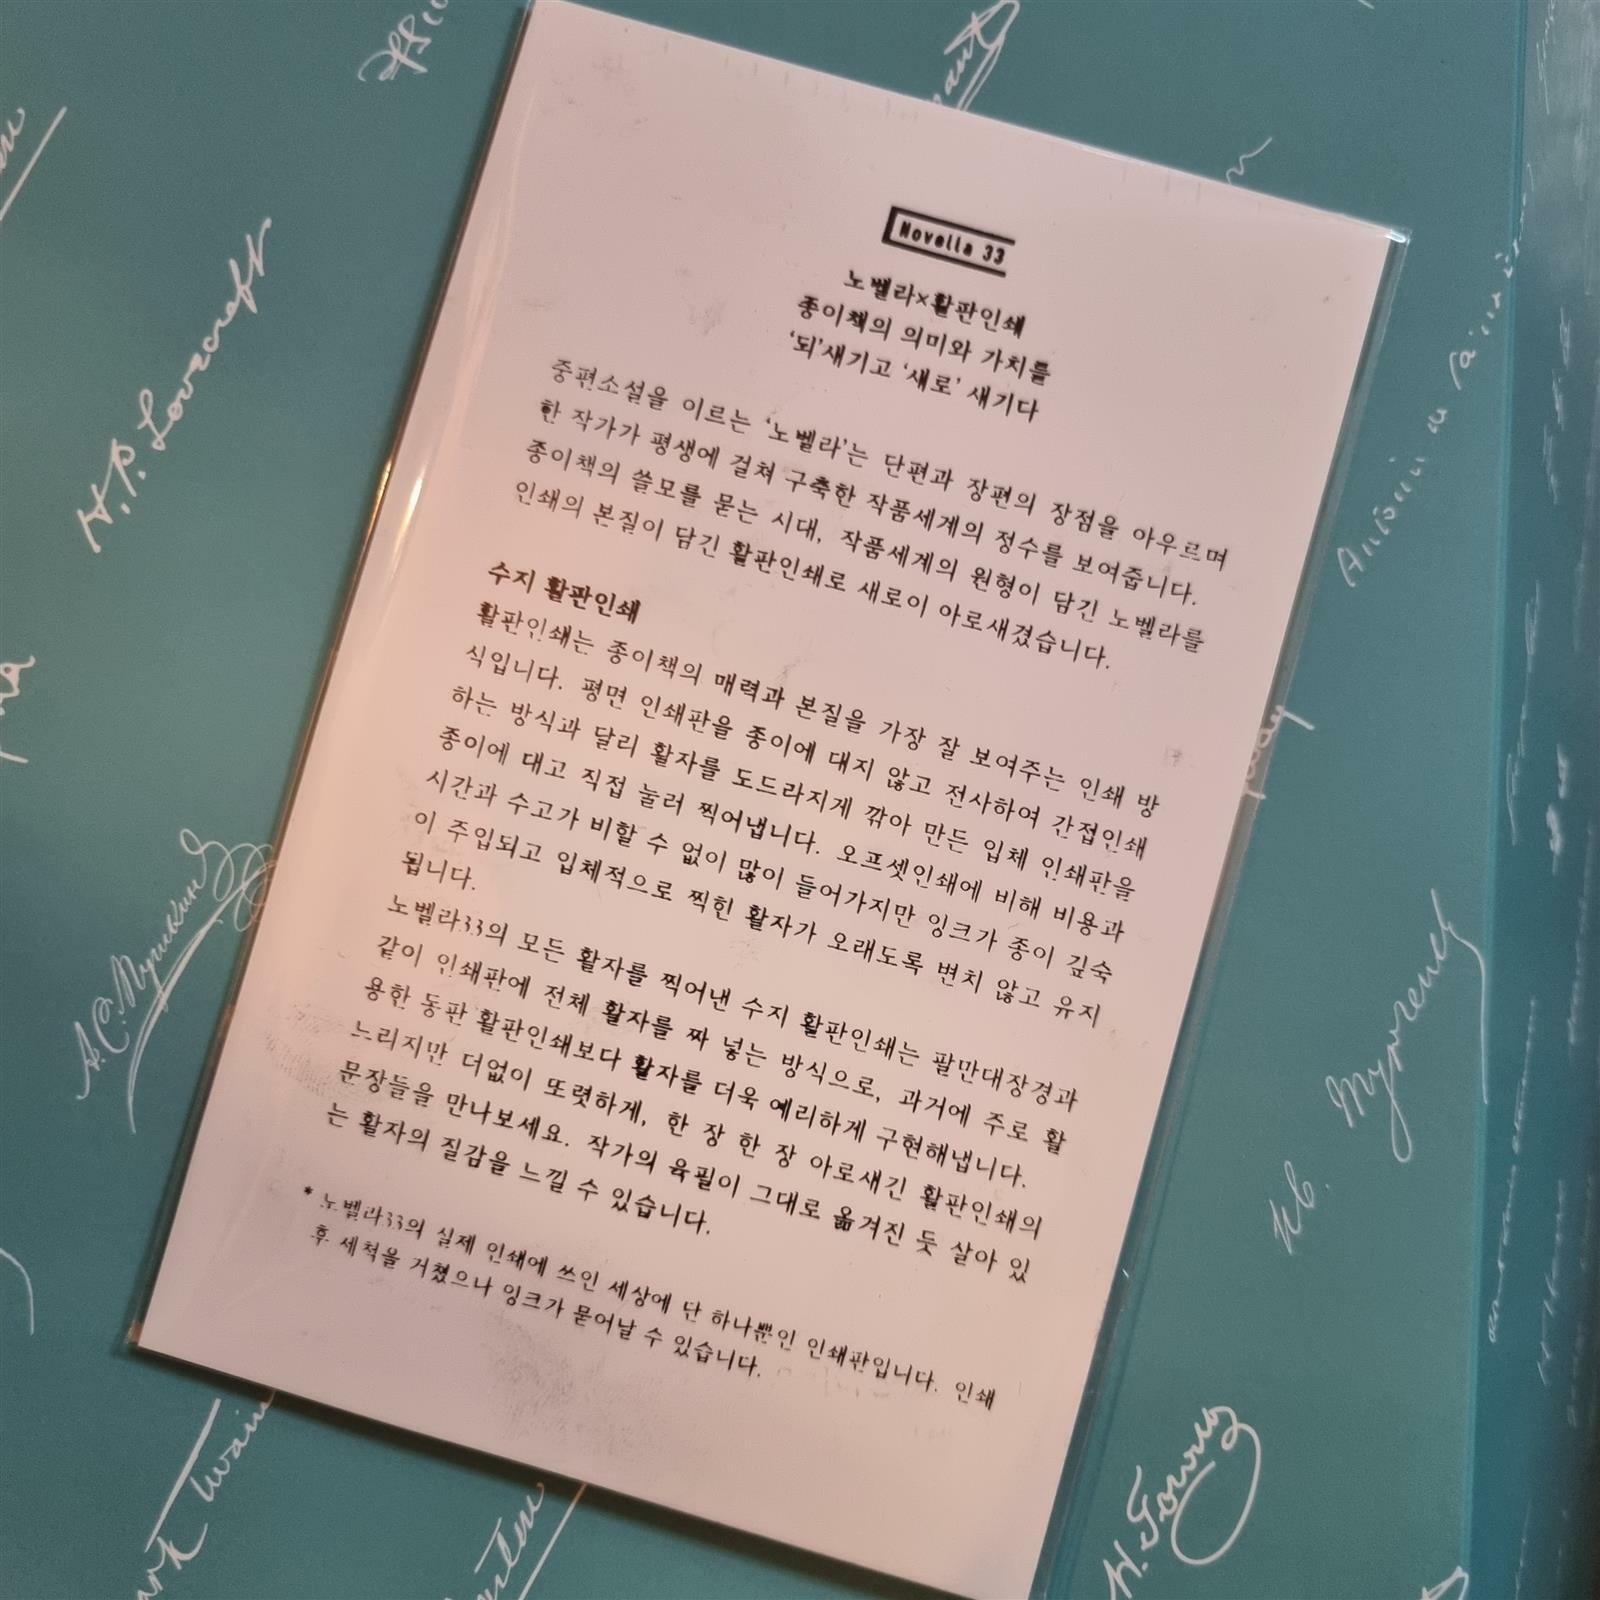 Novella 33
노벨라×활판인쇄
종이책의 의미와 가치를
‘되’새기고 ‘새로’ 새기다
중편소설을 이르는 ‘노벨라’는 단편과 장편의 장점을 아우르며
한 작가가 평생에 걸쳐 구축한 작품세계의 정수를 보여줍니다.
종이책의 쓸모를 묻는 시대, 작품세계의 원형이 담긴 노벨라를
인쇄의 본질이 담긴 활판인쇄로 새로이 아로새겼습니다.
수지 활판인쇄
활판인쇄는 종이책의 매력과 본질을 가장 잘 보여주는 인쇄 방
식입니다. 평면 인쇄판을 종이에 대지 않고 전사하여 간접인쇄
하는 방식과 달리 활자를 도드라지게 깎아 만든 입체 인쇄판을
종이에 대고 직접 눌러 찍어냅니다. 오프셋인쇄에 비해 비용과
시간과 수고가 비할 수 없이 많이 들어가지만 잉크가 종이 깊숙
이 주입되고 입체적으로 찍힌 활자가 오래도록 변치 않고 유지
됩니다.
노벨라33의 모든 활자를 찍어낸 수지 활판인쇄는 팔만대장경과
같이 인쇄판에 전체 활자를 짜 넣는 방식으로, 과거에 주로 활
용한 동판 활판인쇄보다 활자를 더욱 예리하게 구현해냅니다.
느리지만 더없이 또렷하게, 한 장 한 장 아로새긴 활판인쇄의
문장들을 만나보세요. 작가의 육필이 그대로 옮겨진 듯 살아 있
는 활자의 질감을 느낄 수 있습니다.
* 노벨라33의 실제 인쇄에 쓰인 세상에 단 하나뿐인 인쇄판입니다. 인쇄
후 세척을 거쳤으나 잉크가 묻어날 수 있습니다.
H.P. Lovecraft
Twain